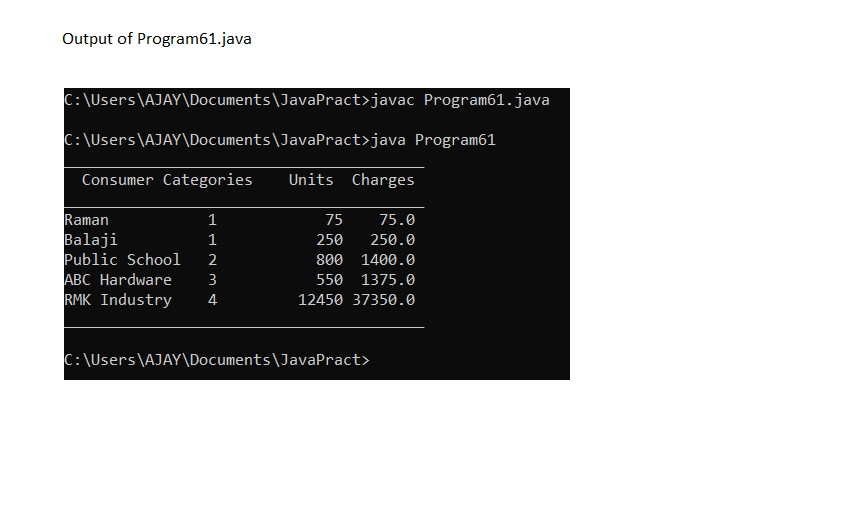 Output of Program61.java
C:\Users\AJAY\Documents\JavaPract>javac Program61.java
C:\Users\AJAY\Documents\JavaPract>java Program61
Consumer Categories    Units  Charges
Raman           1            75    75.0
Balaji          1           250   250.0
Public School   2           800  1400.0
ABC Hardware    3           550  1375.0
RMK Industry    4         12450 37350.0
C:\Users\AJAY\Documents\JavaPract>